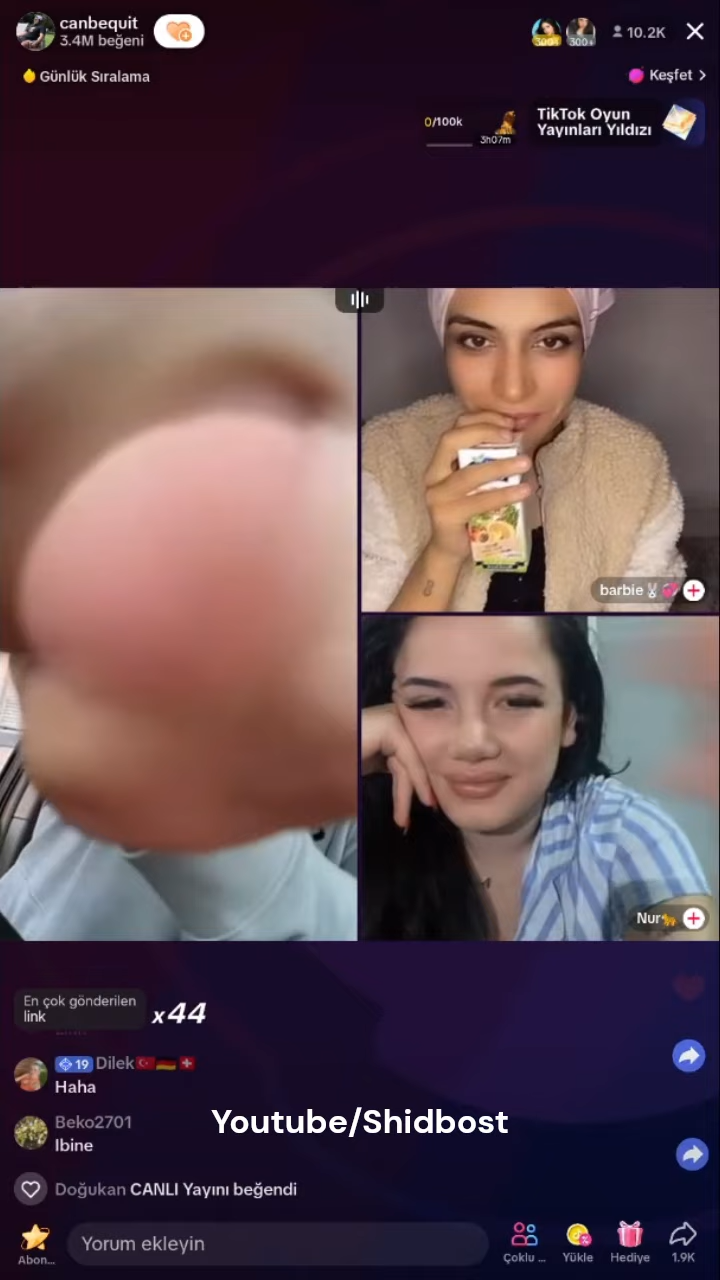 canbequit
3.4M beğeni
300+
300+
10.2K
Günlük Sıralama
Keşfet
0/100k
3h07m
TikTok Oyun
Yayınları Yıldızı
barbie
Nur
En çok gönderilen
link
x44
19 Dilek
Haha
Beko2701
Ibine
Youtube/Shidbost
Doğukan CANLI Yayını beğendi
Yorum ekleyin
Abon...
Çoklu ...
Yükle
Hediye
1.9K